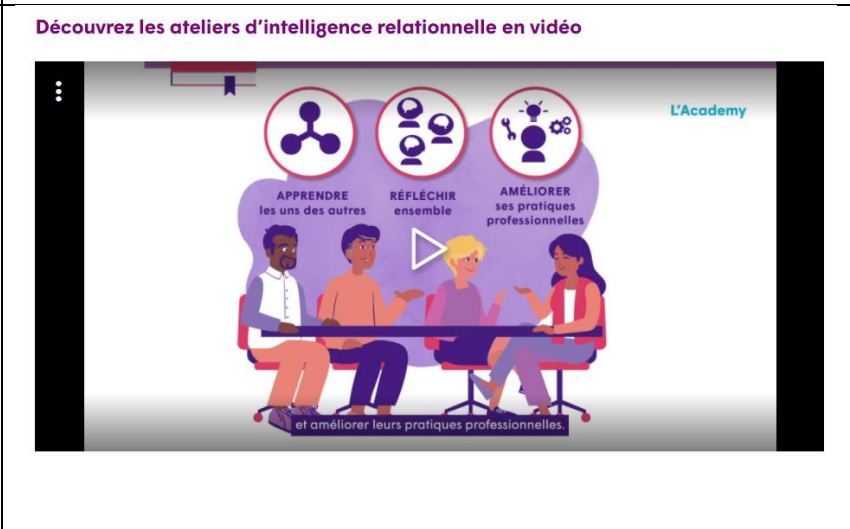 Découvrez les ateliers d’intelligence relationnelle en vidéo
L’Academy
APPRENDRE
les uns des autres
RÉFLÉCHIR
ensemble
AMÉLIORER
ses pratiques
professionnelles
et améliorer leurs pratiques professionnelles.